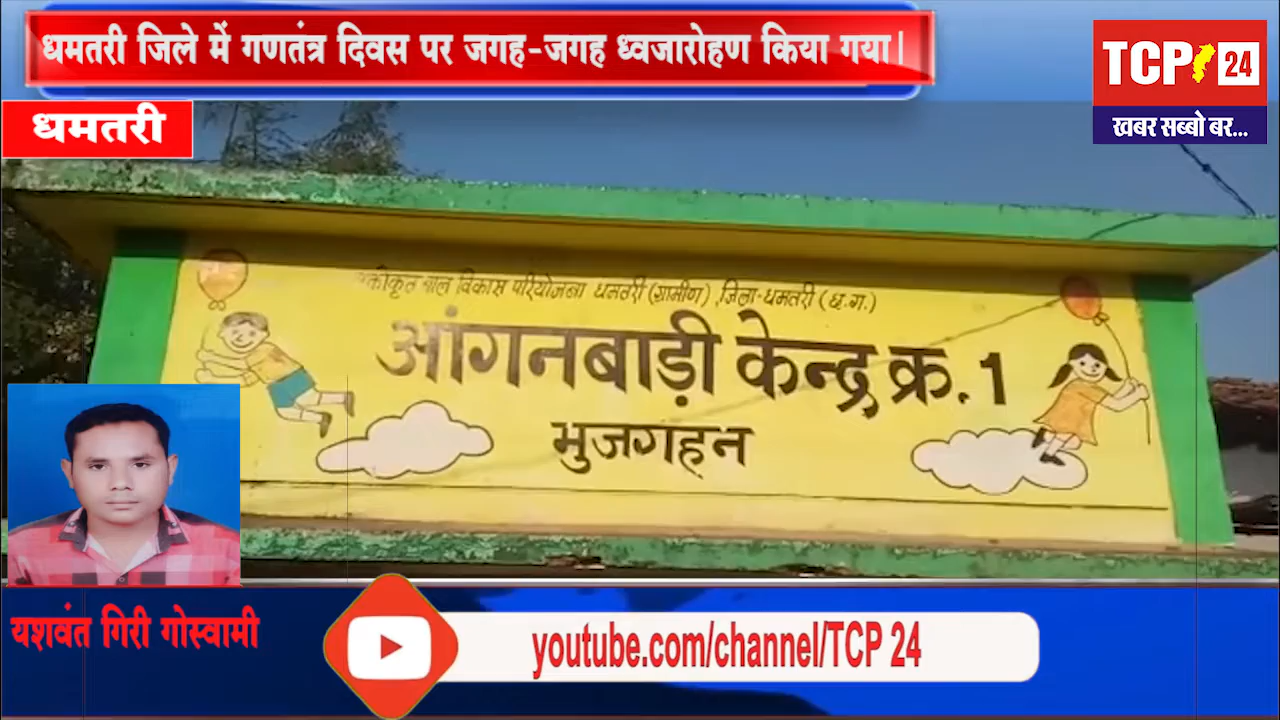 धमतरी जिले में गणतंत्र दिवस पर जगह-जगह ध्वजारोहण किया गया|
TCP 24
खबर सब्बो बर...
धमतरी
एकीकृत बाल विकास परियोजना धमतरी (ग्रामीण), जिला-धमतरी (छ.ग.)
आंगनबाड़ी केन्द्र क्र. 1
भुजगहन
यशवंत गिरी गोस्वामी
youtube.com/channel/TCP 24